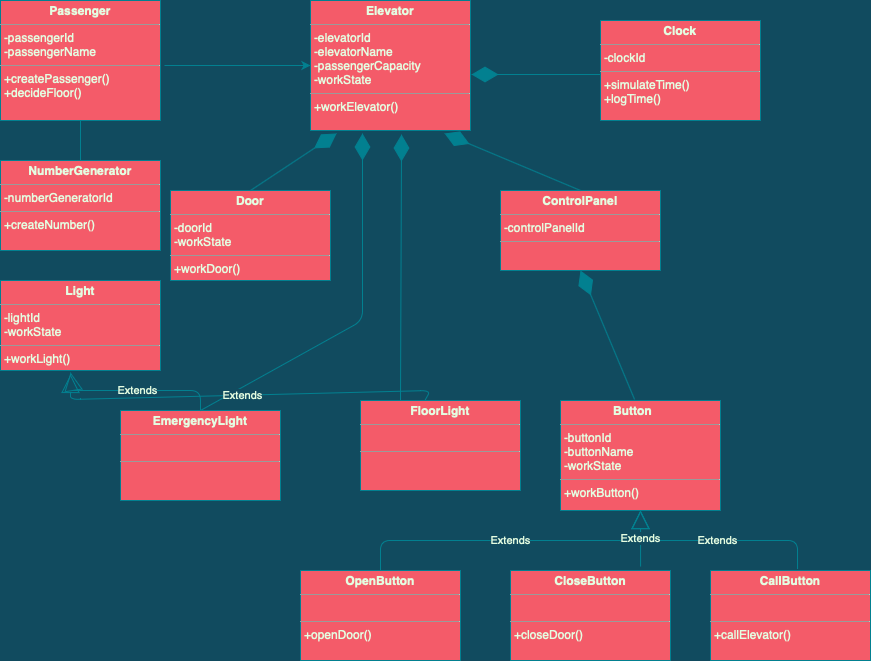 Passenger
-passengerId
-passengerName
+createPassenger()
+decideFloor()
Elevator
-elevatorId
-elevatorName
-passengerCapacity
-workState
+workElevator()
Clock
-clockId
+simulateTime()
+logTime()
NumberGenerator
-numberGeneratorId
+createNumber()
Door
-doorId
-workState
+workDoor()
ControlPanel
-controlPanelId
Light
-lightId
-workState
+workLight()
Extends
Extends
EmergencyLight
FloorLight
Button
-buttonId
-buttonName
-workState
+workButton()
Extends
Extends
Extends
OpenButton
+openDoor()
CloseButton
+closeDoor()
CallButton
+callElevator()